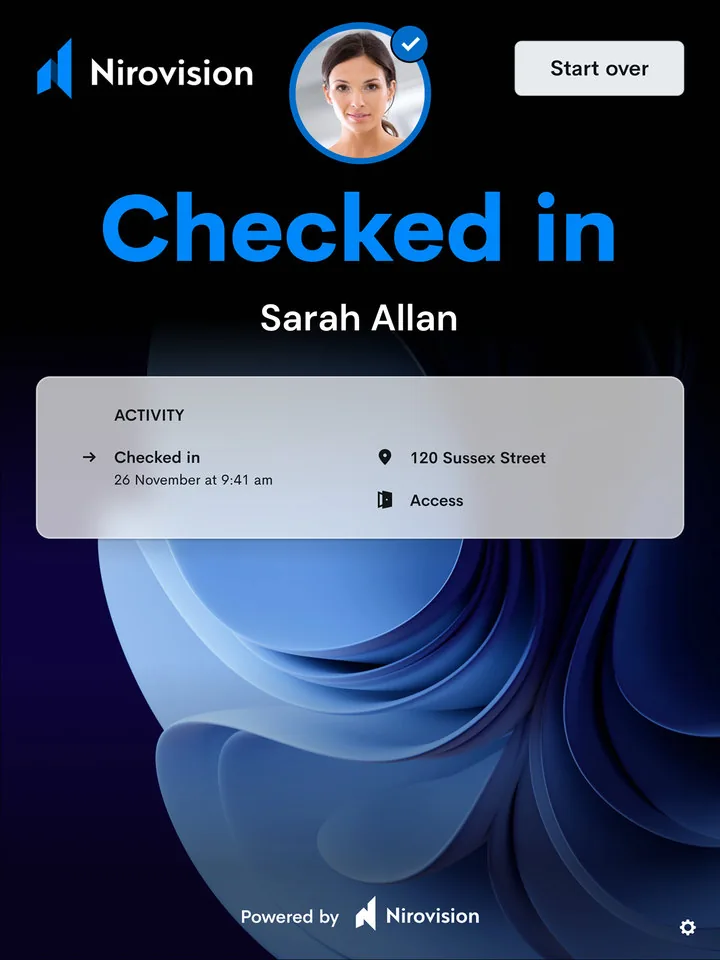 Nirovision
Start over
Checked in
Sarah Allan
ACTIVITY
Checked in
26 November at 9:41 am
120 Sussex Street
Access
Powered by Nirovision